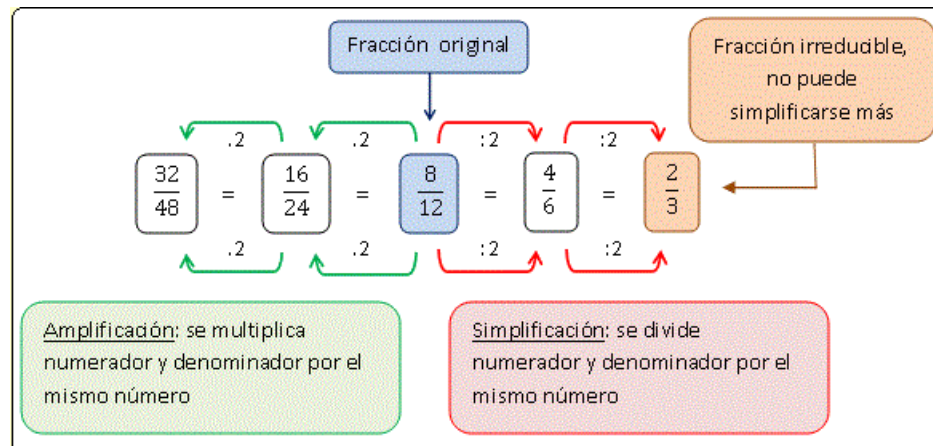 Fracción original
Fracción irreducible,
no puede
simplificarse más
.2 .2 :2 :2
32 16 8 4 2
= = = =
48 24 12 6 3
.2 .2 :2 :2
Amplificación: se multiplica
numerador y denominador por el
mismo número
Simplificación: se divide
numerador y denominador por el
mismo número